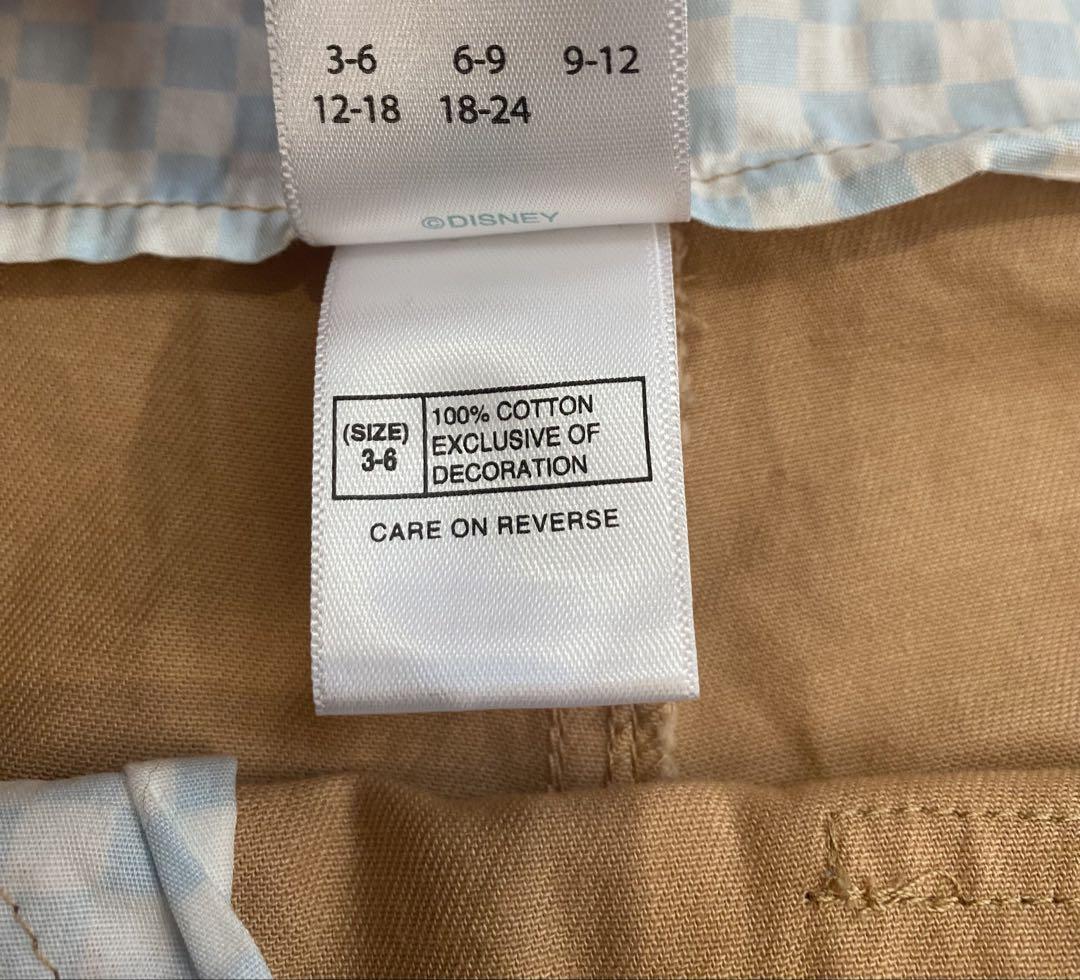 3-6 6-9 9-12
12-18 18-24
©DISNEY
(SIZE)
3-6
100% COTTON
EXCLUSIVE OF
DECORATION
CARE ON REVERSE